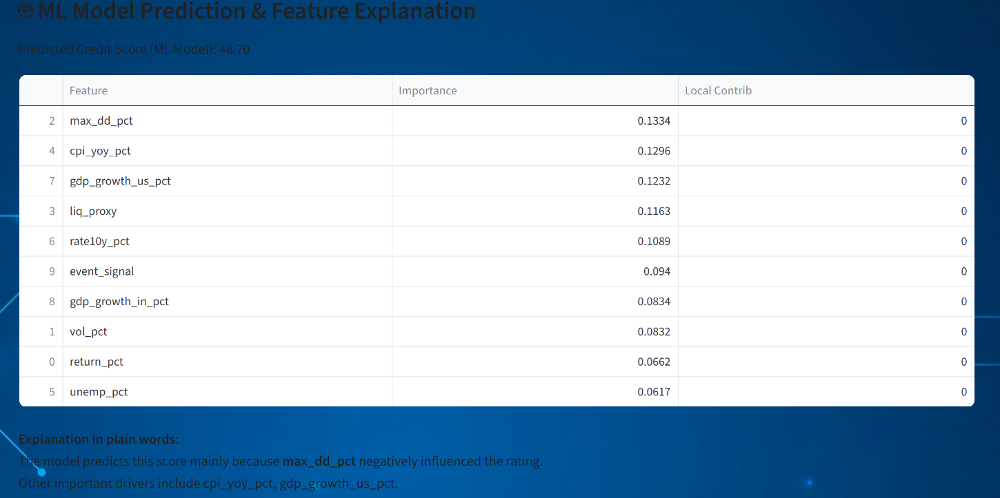 ML Model Prediction & Feature Explanation
Predicted Credit Score (ML Model): 48.70
Feature Importance Local Contrib
2 max_dd_pct 0.1334 0
4 cpi_yoy_pct 0.1296 0
7 gdp_growth_us_pct 0.1232 0
3 liq_proxy 0.1163 0
6 rate10y_pct 0.1089 0
9 event_signal 0.094 0
8 gdp_growth_in_pct 0.0834 0
1 vol_pct 0.0832 0
0 return_pct 0.0662 0
5 unemp_pct 0.0617 0
Explanation in plain words:
The model predicts this score mainly because max_dd_pct negatively influenced the rating.
Other important drivers include cpi_yoy_pct, gdp_growth_us_pct.